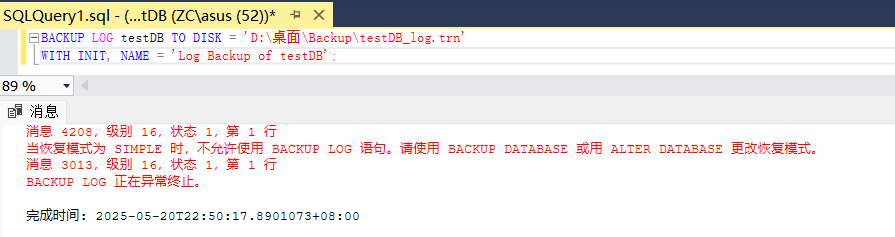 SQLQuery1.sql - (...tDB (ZC\asus (52))*
BACKUP LOG testDB TO DISK = 'D:\桌面\Backup\testDB_log.trn'
WITH INIT, NAME = 'Log Backup of testDB';
89 %
消息
消息 4208，级别 16，状态 1，第 1 行
当恢复模式为 SIMPLE 时，不允许使用 BACKUP LOG 语句。请使用 BACKUP DATABASE 或用 ALTER DATABASE 更改恢复模式。
消息 3013，级别 16，状态 1，第 1 行
BACKUP LOG 正在异常终止。
完成时间: 2025-05-20T22:50:17.8901073+08:00